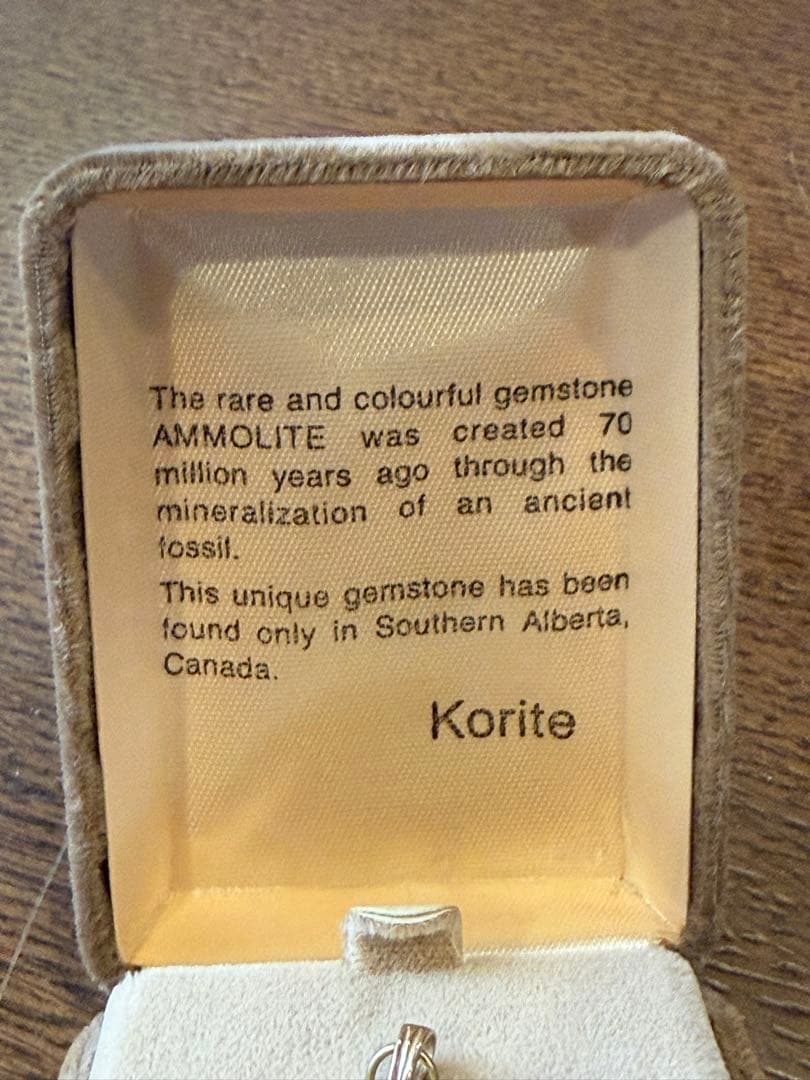 The rare and colourful gemstone
AMMOLITE was created 70
million years ago through the
mineralization of an ancient
fossil.
This unique gemstone has been
found only in Southern Alberta,
Canada.
Korite